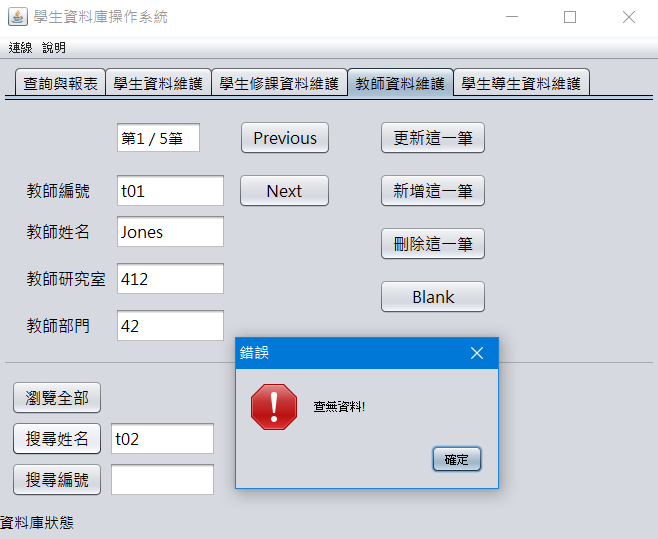 學生資料庫操作系統
連線 說明
查詢與報表 學生資料維護 學生修課資料維護 教師資料維護 學生導生資料維護
第1 / 5筆 Previous 更新這一筆
教師編號 t01 Next 新增這一筆
教師姓名 Jones 刪除這一筆
教師研究室 412 Blank
教師部門 42
錯誤
查無資料!
確定
瀏覽全部
搜尋姓名 t02
搜尋編號
資料庫狀態